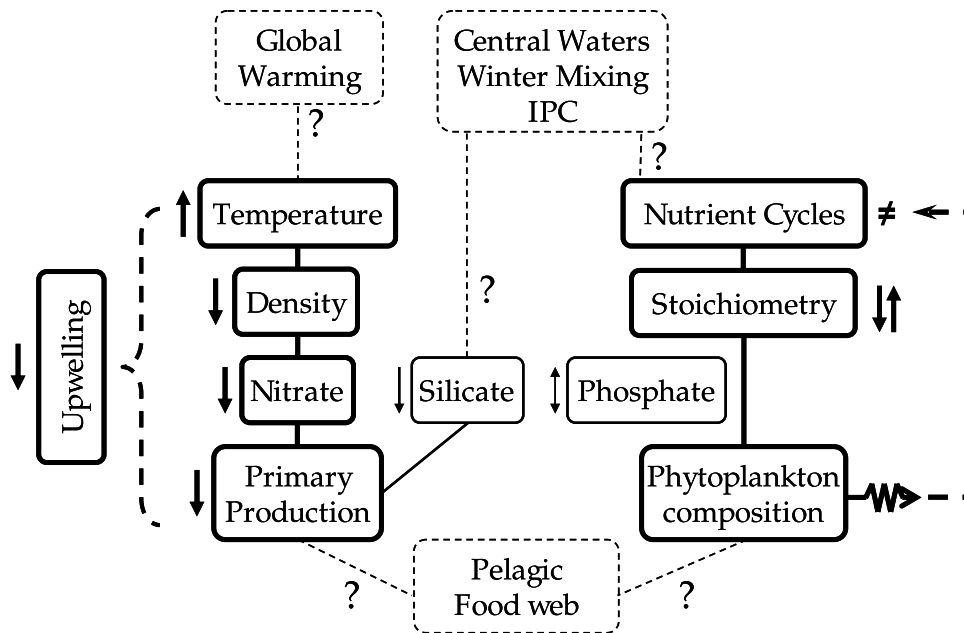 Global
Warming
Central Waters
Winter Mixing
IPC
?
?
Temperature
Nutrient Cycles
≠
Density
?
Stoichiometry
Upwelling
Nitrate
Silicate
Phosphate
Primary
Production
Phytoplankton
composition
Pelagic
Food web
?
?